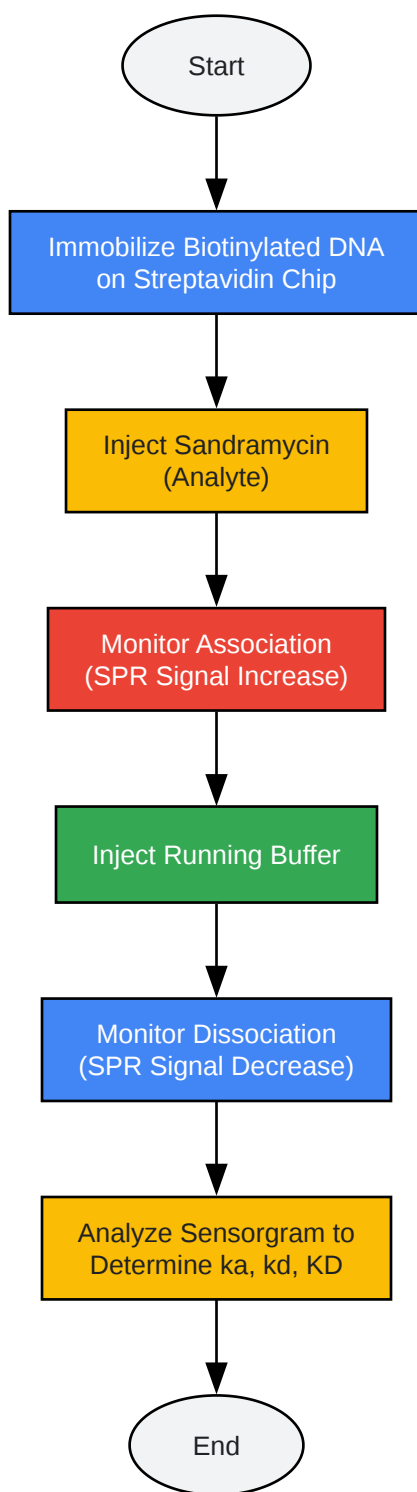 Start
Immobilize Biotinylated DNA
on Streptavidin Chip
Inject Sandramycin
(Analyte)
Monitor Association
(SPR Signal Increase)
Inject Running Buffer
Monitor Dissociation
(SPR Signal Decrease)
Analyze Sensorgram to
Determine ka, kd, KD
End